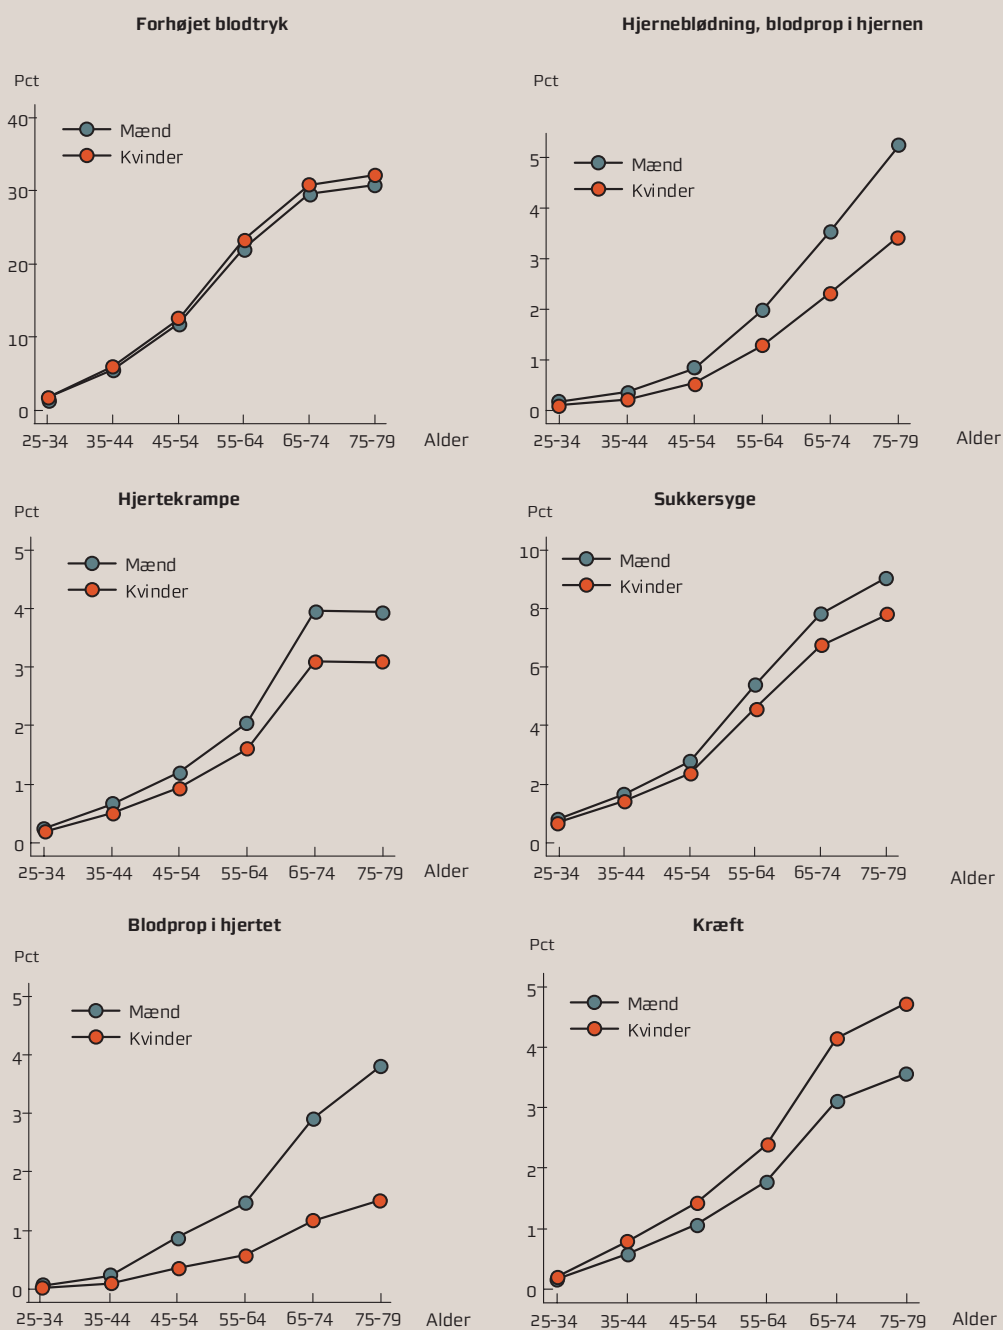 Forhøjet blodtryk
Pct
40
30
20
10
0
Mænd
Kvinder
25-34 35-44 45-54 55-64 65-74 75-79 Alder
Hjerneblødning, blodprop i hjernen
Pct
5
4
3
2
1
0
Mænd
Kvinder
25-34 35-44 45-54 55-64 65-74 75-79 Alder
Hjertekrampe
Pct
5
4
3
2
1
0
Mænd
Kvinder
25-34 35-44 45-54 55-64 65-74 75-79 Alder
Sukkersyge
Pct
10
8
6
4
2
0
Mænd
Kvinder
25-34 35-44 45-54 55-64 65-74 75-79 Alder
Blodprop i hjertet
Pct
5
4
3
2
1
0
Mænd
Kvinder
25-34 35-44 45-54 55-64 65-74 75-79 Alder
Kræft
Pct
5
4
3
2
1
0
Mænd
Kvinder
25-34 35-44 45-54 55-64 65-74 75-79 Alder